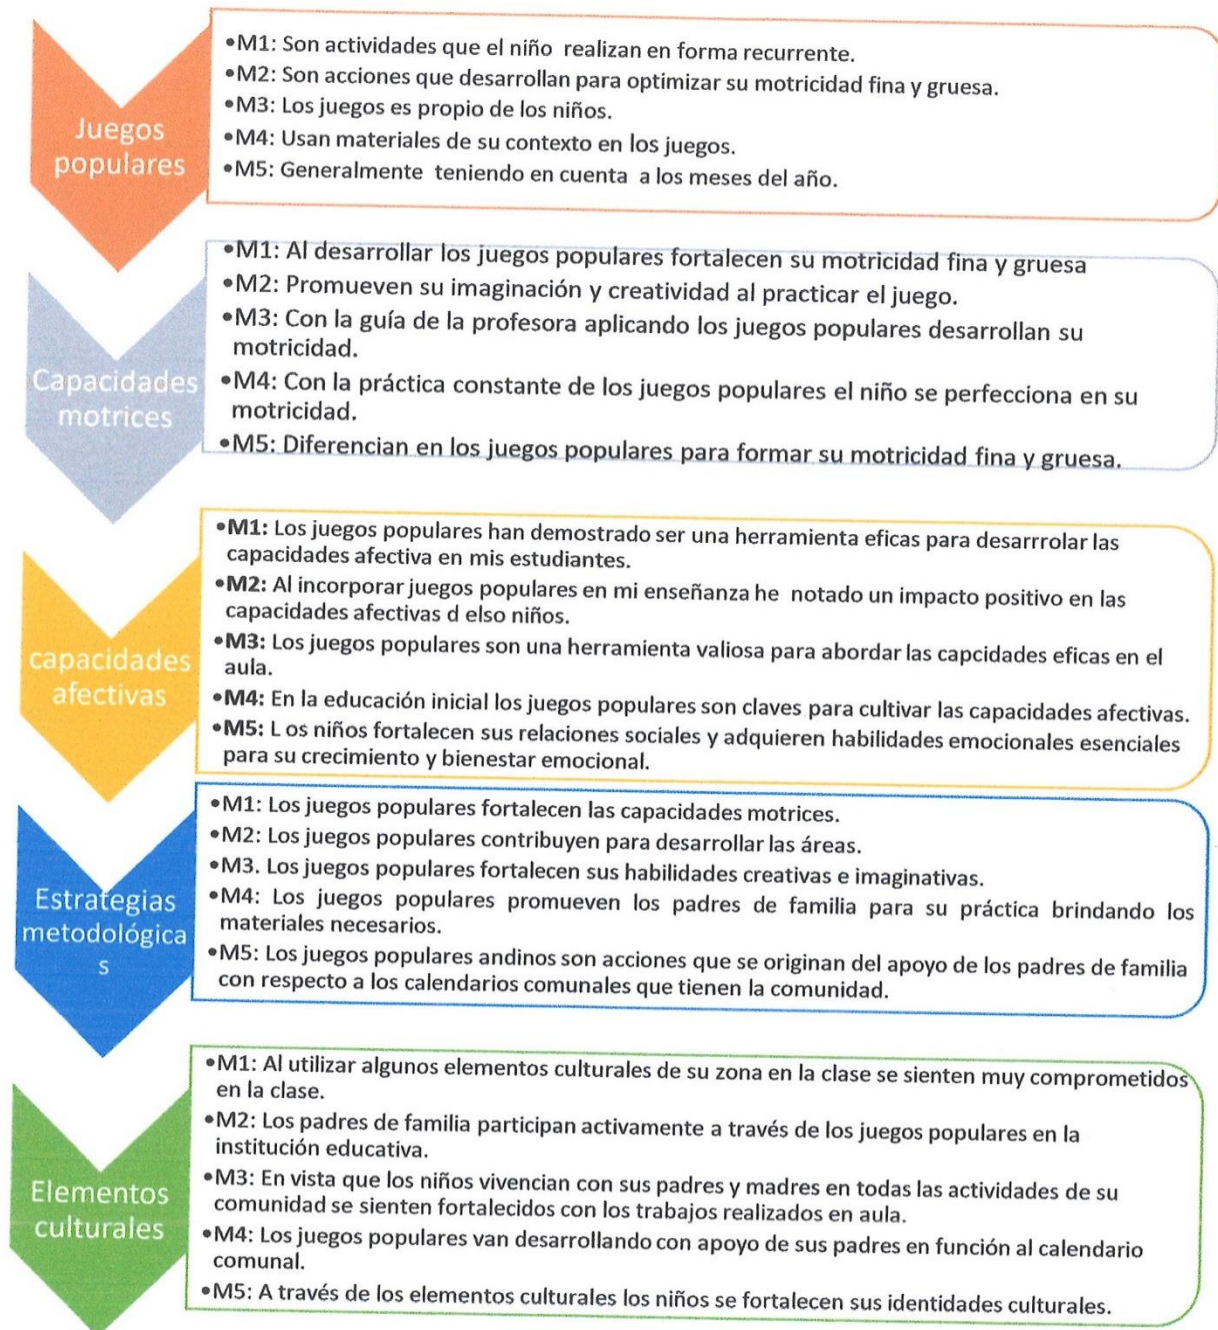 Juegos
populares
•M1: Son actividades que el niño realizan en forma recurrente.
•M2: Son acciones que desarrollan para optimizar su motricidad fina y gruesa.
•M3: Los juegos es propio de los niños.
•M4: Usan materiales de su contexto en los juegos.
•M5: Generalmente teniendo en cuenta a los meses del año.
Capacidades
motrices
•M1: Al desarrollar los juegos populares fortalecen su motricidad fina y gruesa
•M2: Promueven su imaginación y creatividad al practicar el juego.
•M3: Con la guía de la profesora aplicando los juegos populares desarrollan su
motricidad.
•M4: Con la práctica constante de los juegos populares el niño se perfecciona en su
motricidad.
•M5: Diferencian en los juegos populares para formar su motricidad fina y gruesa.
capacidades
afectivas
•M1: Los juegos populares han demostrado ser una herramienta eficas para desarrrolar las
capacidades afectiva en mis estudiantes.
•M2: Al incorporar juegos populares en mi enseñanza he notado un impacto positivo en las
capacidades afectivas d elso niños.
•M3: Los juegos populares son una herramienta valiosa para abordar las capcidades eficas en el
aula.
•M4: En la educación inicial los juegos populares son claves para cultivar las capacidades afectivas.
•M5: L os niños fortalecen sus relaciones sociales y adquieren habilidades emocionales esenciales
para su crecimiento y bienestar emocional.
Estrategias
metodológica
s
•M1: Los juegos populares fortalecen las capacidades motrices.
•M2: Los juegos populares contribuyen para desarrollar las áreas.
•M3. Los juegos populares fortalecen sus habilidades creativas e imaginativas.
•M4: Los juegos populares promueven los padres de familia para su práctica brindando los
materiales necesarios.
•M5: Los juegos populares andinos son acciones que se originan del apoyo de los padres de familia
con respecto a los calendarios comunales que tienen la comunidad.
Elementos
culturales
•M1: Al utilizar algunos elementos culturales de su zona en la clase se sienten muy comprometidos
en la clase.
•M2: Los padres de familia participan activamente a través de los juegos populares en la
institución educativa.
•M3: En vista que los niños vivencian con sus padres y madres en todas las actividades de su
comunidad se sienten fortalecidos con los trabajos realizados en aula.
•M4: Los juegos populares van desarrollando con apoyo de sus padres en función al calendario
comunal.
•M5: A través de los elementos culturales los niños se fortalecen sus identidades culturales.